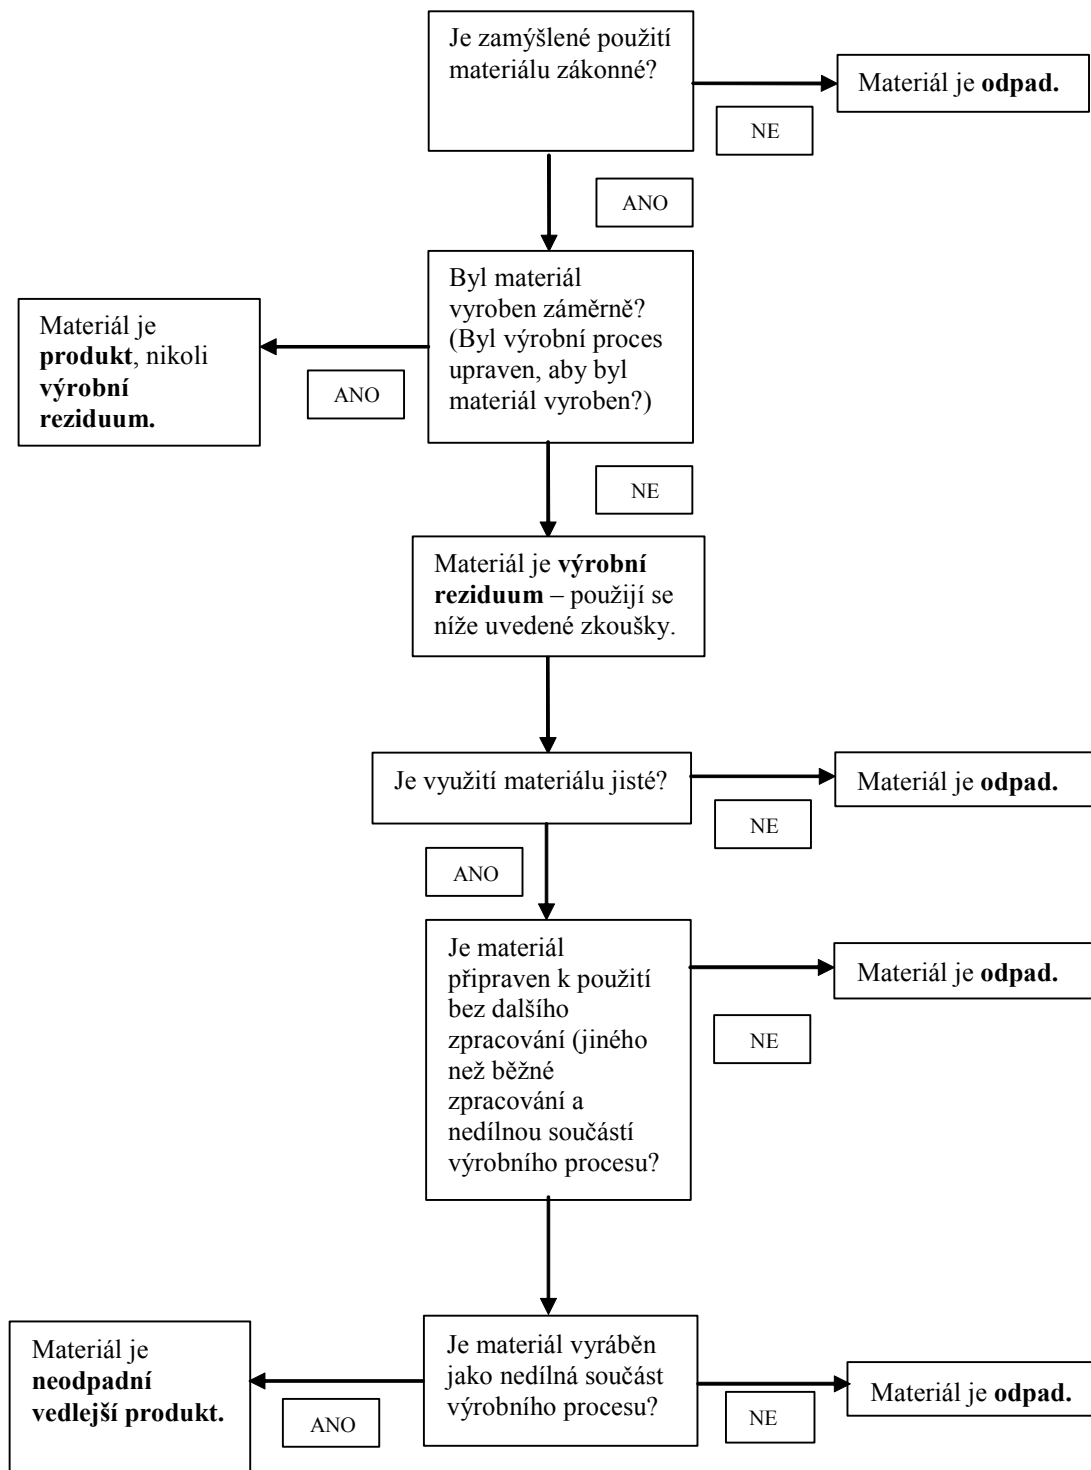 Je zamýšlené použití
materiálu zákonné?
Materiál je odpad.
NE
ANO
Byl materiál
vyroben záměrně?
(Byl výrobní proces
upraven, aby byl
materiál vyroben?)
Materiál je
produkt, nikoli
výrobní
reziduum.
ANO
NE
Materiál je výrobní
reziduum – použijí se
níže uvedené zkoušky.
Je využití materiálu jisté?
Materiál je odpad.
NE
ANO
Je materiál
připraven k použití
bez dalšího
zpracování (jiného
než běžné
zpracování a
nedílnou součástí
výrobního procesu?
Materiál je odpad.
NE
Je materiál vyráběn
jako nedílná součást
výrobního procesu?
Materiál je
neodpadní
vedlejší produkt.
ANO
NE
Materiál je odpad.